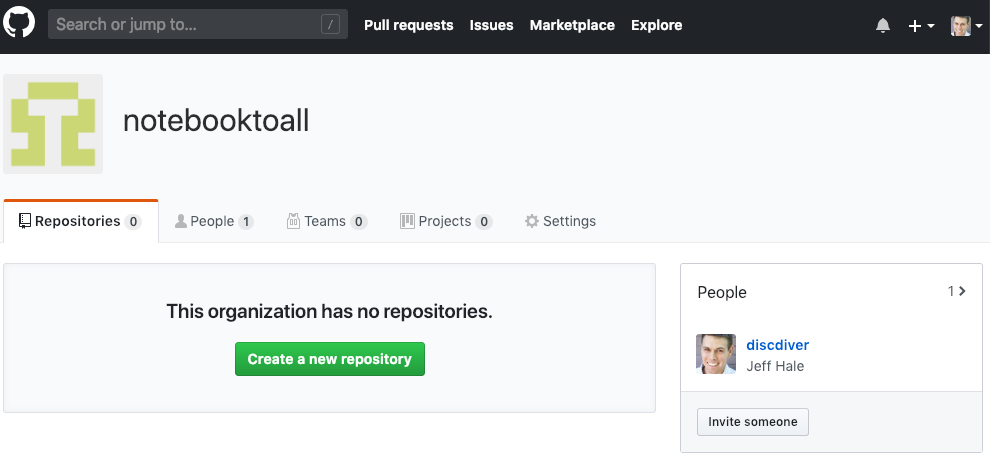 Search or jump to... /
Pull requests Issues Marketplace Explore
notebooktoall
Repositories 0 People 1 Teams 0 Projects 0 Settings
This organization has no repositories.
Create a new repository
People 1
discdiver
Jeff Hale
Invite someone